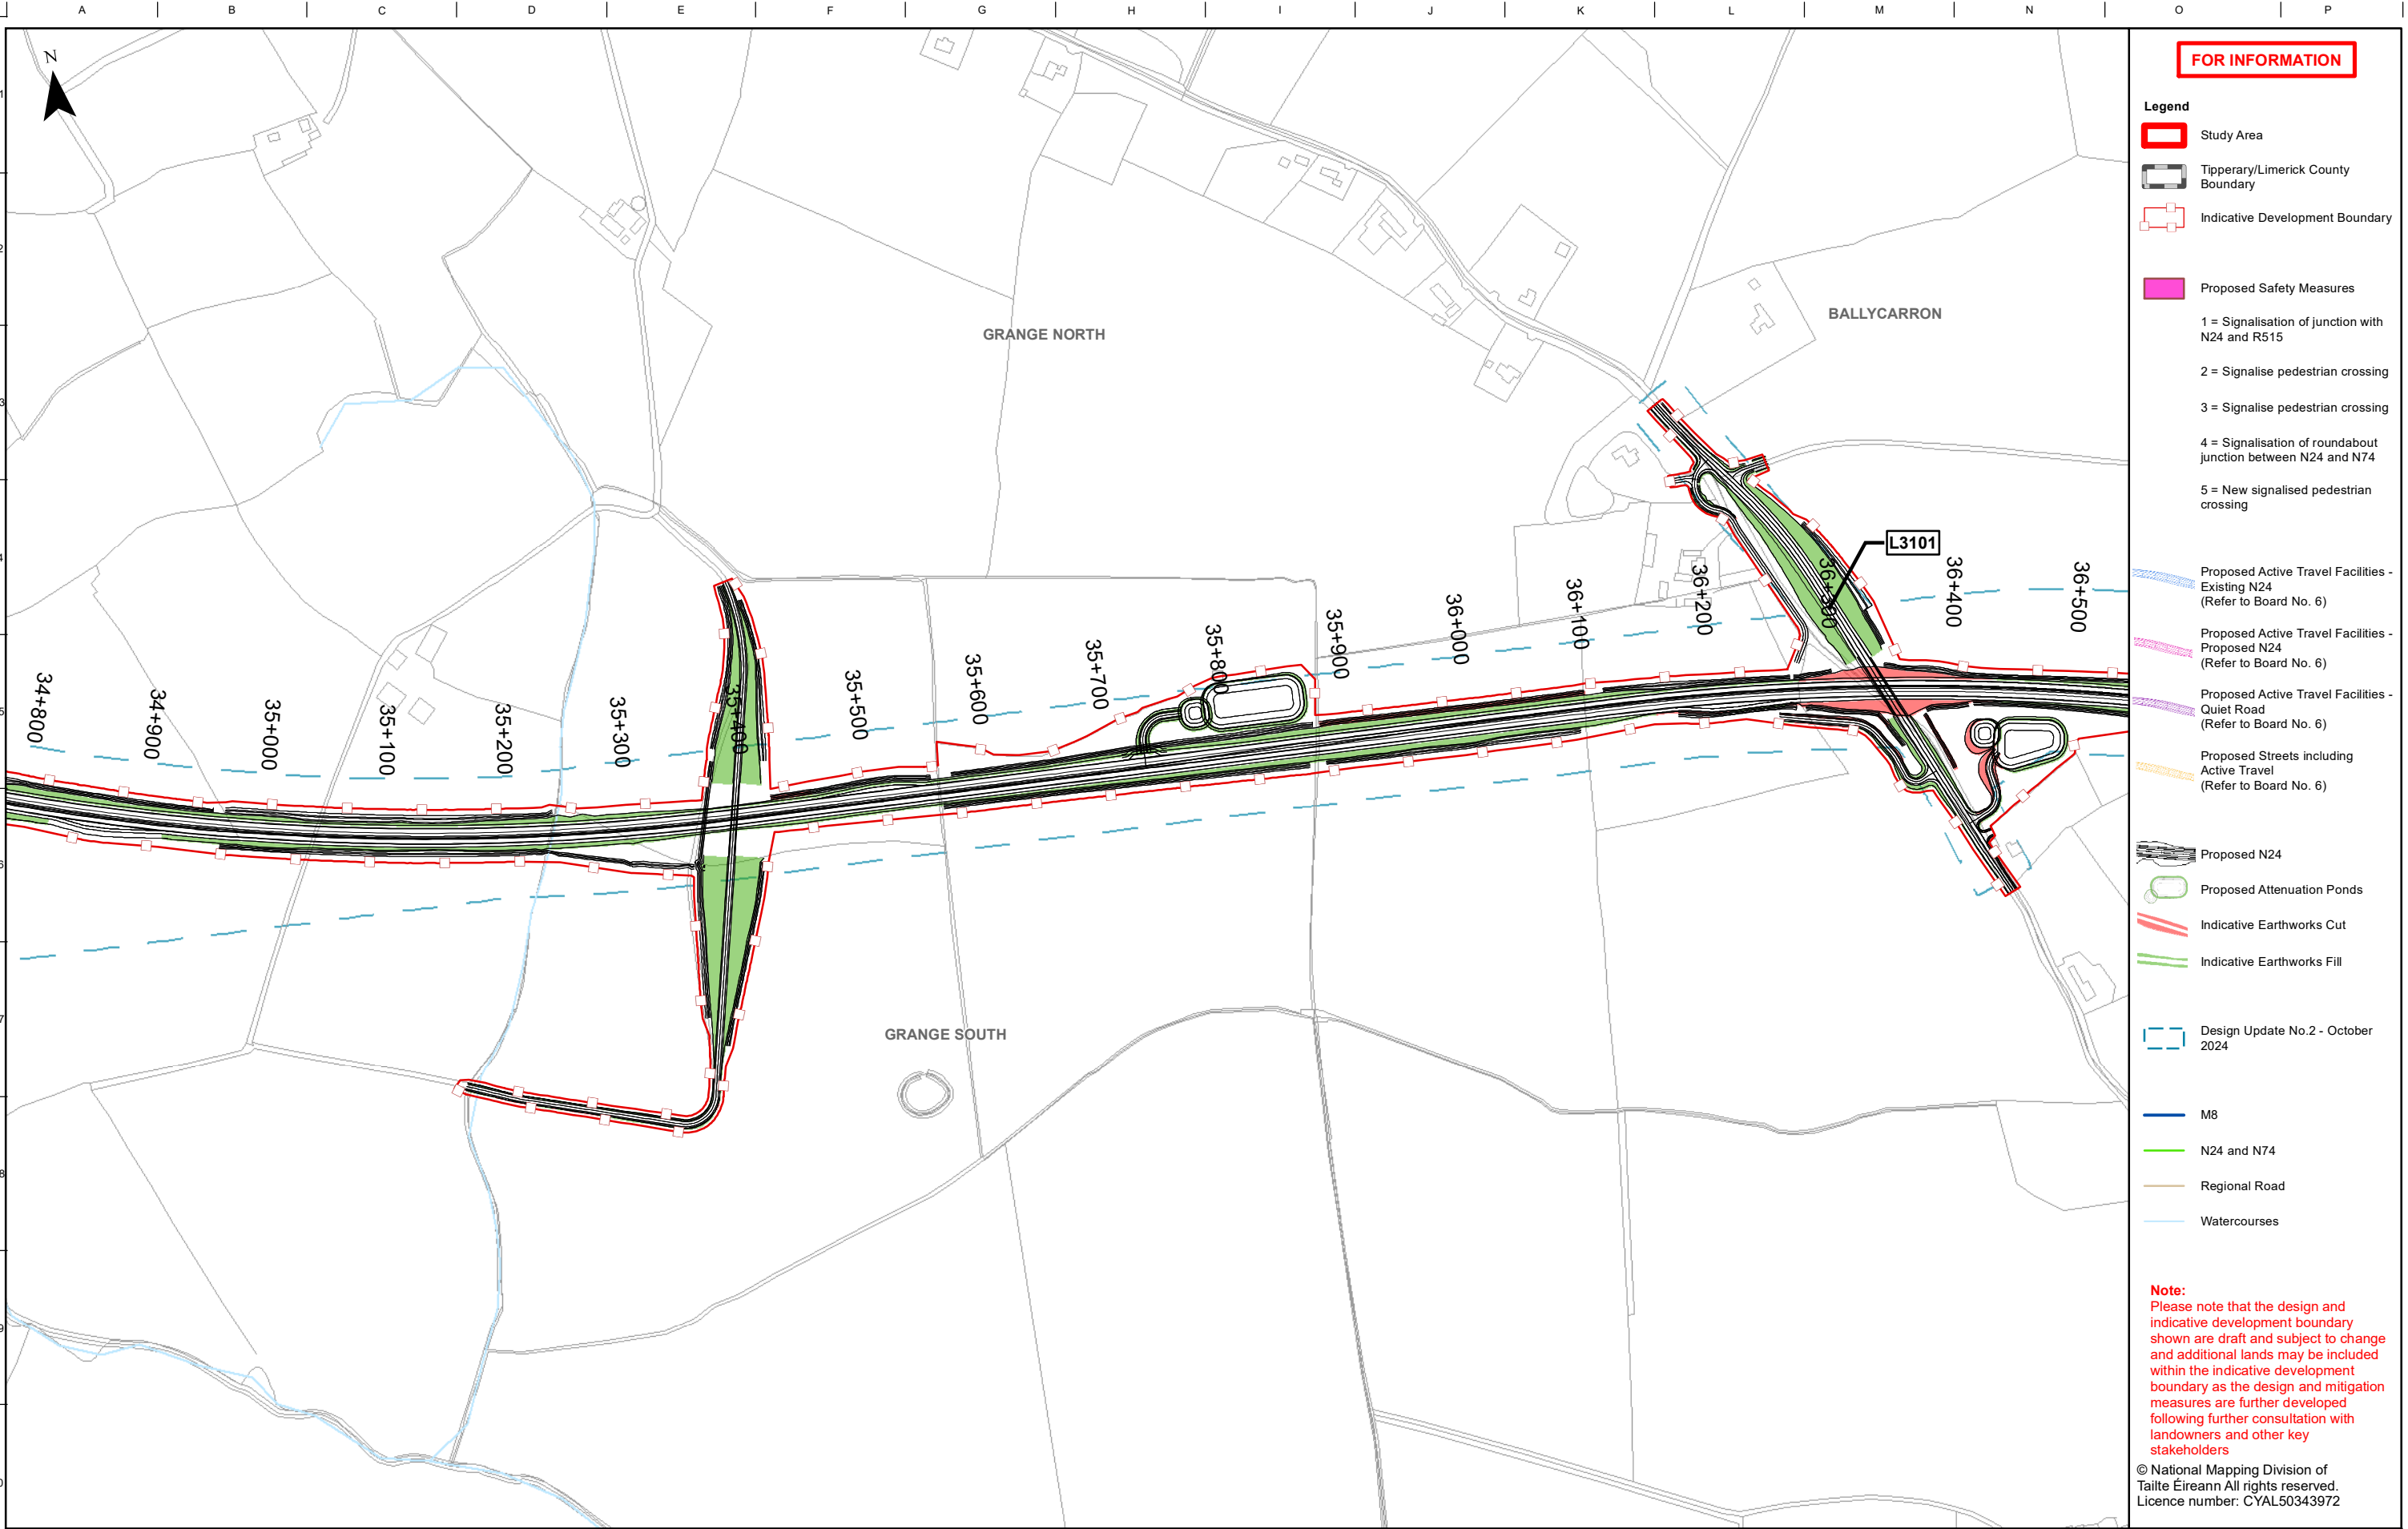 A B C D E F G H I J K L M N O P
N
FOR INFORMATION
Legend
Study Area
Tipperary/Limerick County
Boundary
Indicative Development Boundary
Proposed Safety Measures
1 = Signalisation of junction with
N24 and R515
2 = Signalise pedestrian crossing
3 = Signalise pedestrian crossing
4 = Signalisation of roundabout
junction between N24 and N74
5 = New signalised pedestrian
crossing
Proposed Active Travel Facilities -
Existing N24
(Refer to Board No. 6)
Proposed Active Travel Facilities -
Proposed N24
(Refer to Board No. 6)
Proposed Active Travel Facilities -
Quiet Road
(Refer to Board No. 6)
Proposed Streets including
Active Travel
(Refer to Board No. 6)
Proposed N24
Proposed Attenuation Ponds
Indicative Earthworks Cut
Indicative Earthworks Fill
Design Update No.2 - October
2024
M8
N24 and N74
Regional Road
Watercourses
Note:
Please note that the design and
indicative development boundary
shown are draft and subject to change
and additional lands may be included
within the indicative development
boundary as the design and mitigation
measures are further developed
following further consultation with
landowners and other key
stakeholders
© National Mapping Division of
Tailte Éireann All rights reserved.
Licence number: CYAL50343972
GRANGE NORTH
BALLYCARRON
L3101
34+800
34+900
35+000
35+100
35+200
35+300
35+400
35+500
35+600
35+700
35+800
35+900
36+000
36+100
36+200
36+300
36+400
36+500
GRANGE SOUTH
1
2
3
4
5
6
7
8
9